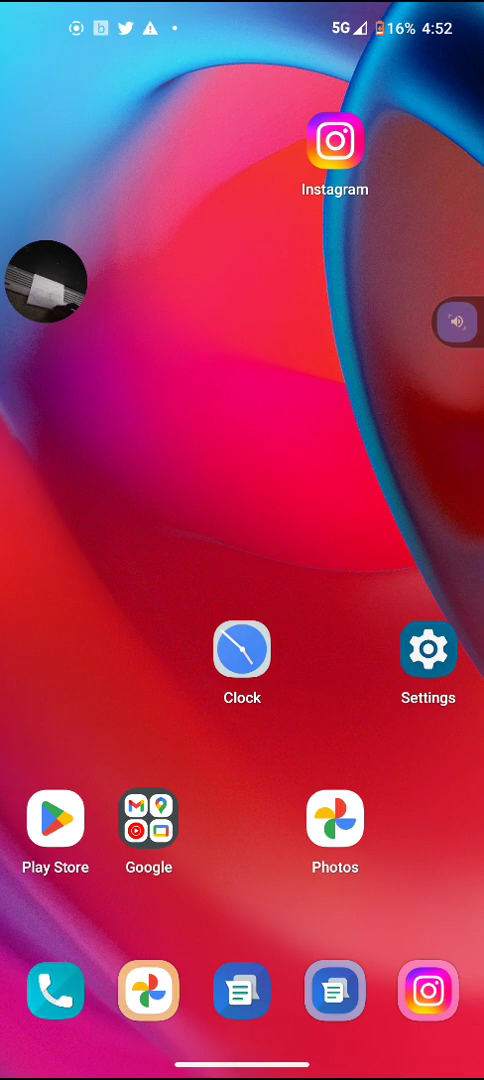 5G 16% 4:52
Instagram
Clock
Settings
Play Store
Google
Photos